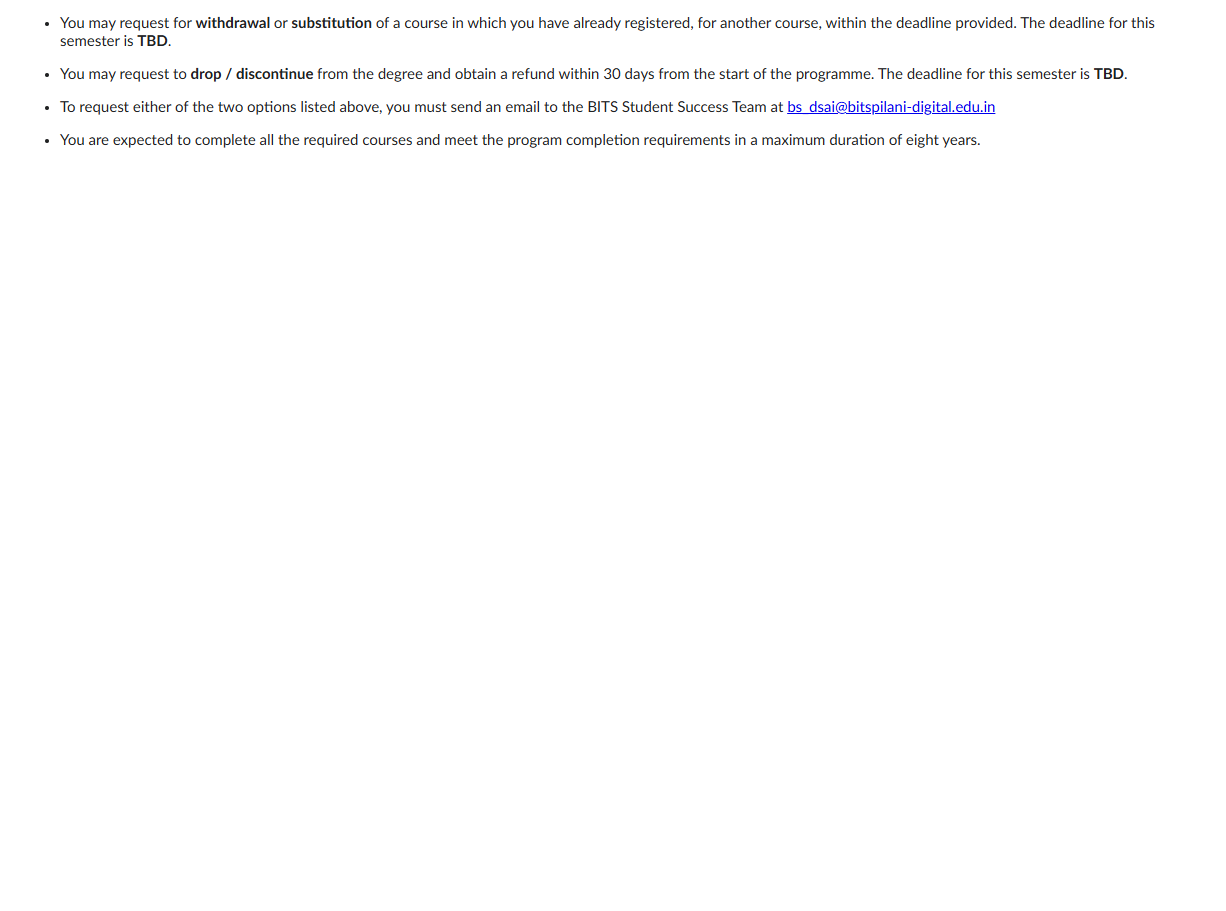 • You may request for withdrawal or substitution of a course in which you have already registered, for another course, within the deadline provided. The deadline for this
semester is TBD.
• You may request to drop / discontinue from the degree and obtain a refund within 30 days from the start of the programme. The deadline for this semester is TBD.
• To request either of the two options listed above, you must send an email to the BITS Student Success Team at bs_dsai@bitspilani-digital.edu.in
• You are expected to complete all the required courses and meet the program completion requirements in a maximum duration of eight years.